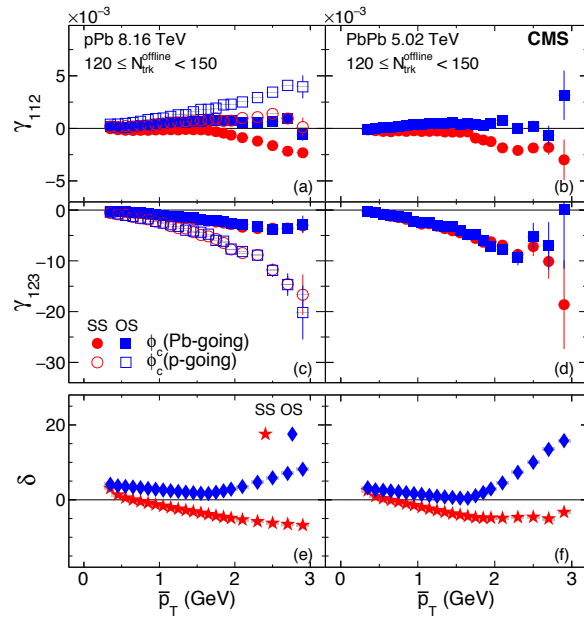 ×10⁻³ ×10⁻³
pPb 8.16 TeV
120 ≤ N_trk^offline < 150
PbPb 5.02 TeV CMS
120 ≤ N_trk^offline < 150
γ₁₁₂
5
0
−5
(a)
(b)
γ₁₂₃
0
−10
−20
−30
SS OS
ϕ_c(Pb-going)
ϕ_c(p-going)
(c)
(d)
δ
20
10
0
SS OS
(e)
(f)
0 1 2 3
0 1 2 3
p̅_T (GeV)
p̅_T (GeV)